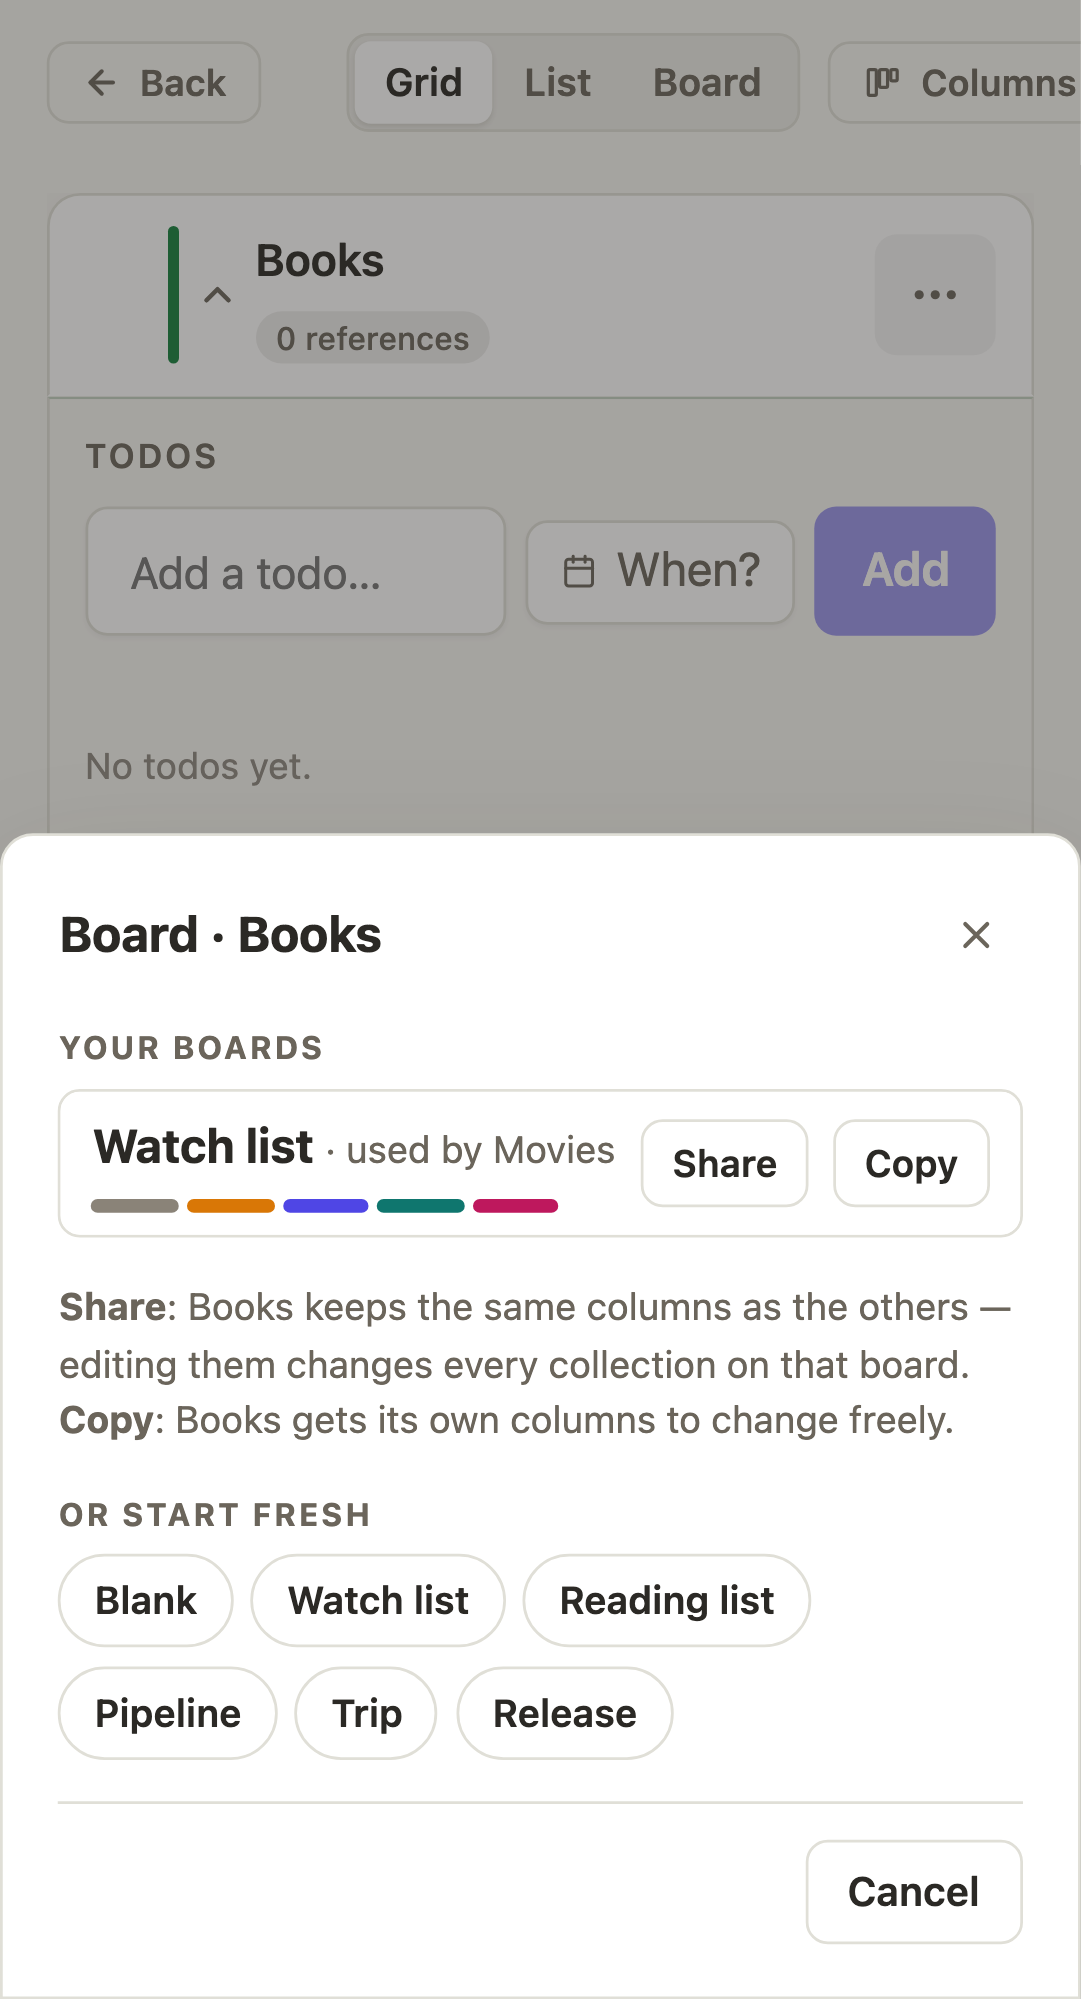 Back
Grid
List
Board
Columns
Books
0 references
TODOS
Add a todo...
When?
Add
No todos yet.
Board · Books
YOUR BOARDS
Watch list · used by Movies
Share
Copy
Share: Books keeps the same columns as the others —
editing them changes every collection on that board.
Copy: Books gets its own columns to change freely.
OR START FRESH
Blank
Watch list
Reading list
Pipeline
Trip
Release
Cancel